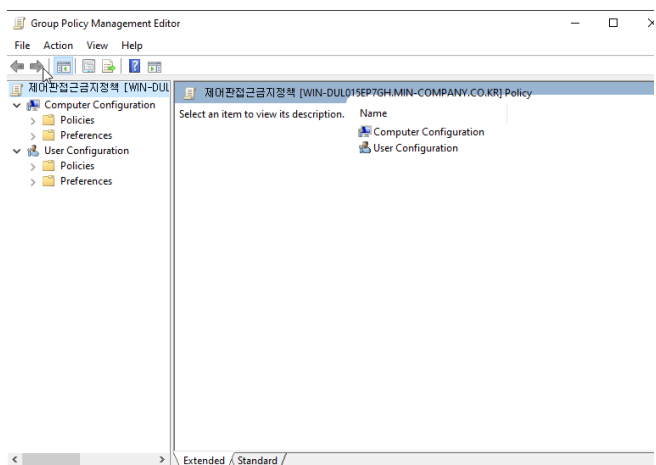 Group Policy Management Editor
File Action View Help
제어판접근금지정책 [WIN-DUL
Computer Configuration
Policies
Preferences
User Configuration
Policies
Preferences
제어판접근금지정책 [WIN-DUL015EP7GH.MIN-COMPANY.CO.KR] Policy
Select an item to view its description.
Name
Computer Configuration
User Configuration
Extended Standard